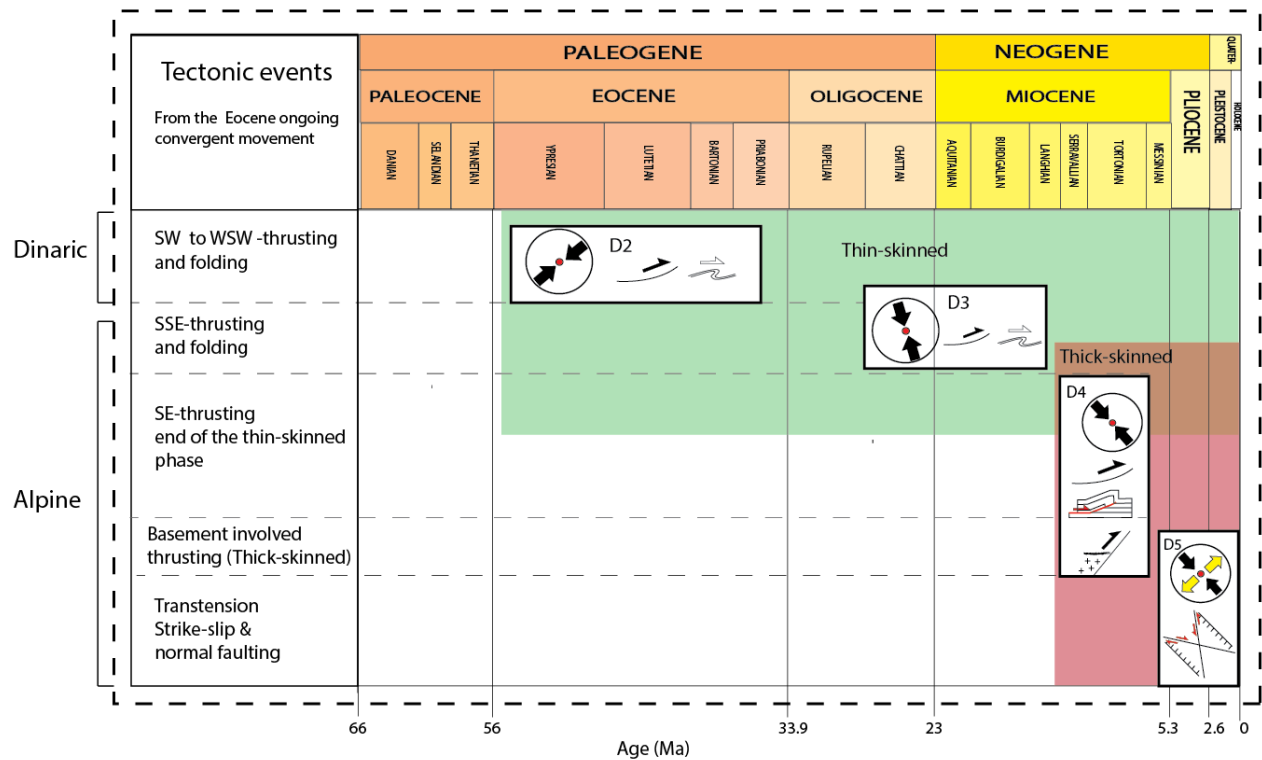 Tectonic events
From the Eocene ongoing
convergent movement
PALEOGENE
NEOGENE
QUATER-
PALEOCENE
EOCENE
OLIGOCENE
MIOCENE
PLIOCENE
PLEISTOCENE
HOLOCENE
DANIAN
SELANDIAN
THANETIAN
YPRESIAN
LUTETIAN
BARTONIAN
PRIABONIAN
RUPELIAN
CHATTIAN
AQUITANIAN
BURDIGALIAN
LANGHIAN
SERRAVALLIAN
TORTONIAN
MESSINIAN
Dinaric
SW to WSW -thrusting
and folding
D2
Thin-skinned
Alpine
SSE-thrusting
and folding
D3
Thick-skinned
SE-thrusting
end of the thin-skinned
phase
D4
Basement involved
thrusting (Thick-skinned)
D5
Transtension
Strike-slip &
normal faulting
66
56
33.9
23
5.3
2.6
0
Age (Ma)